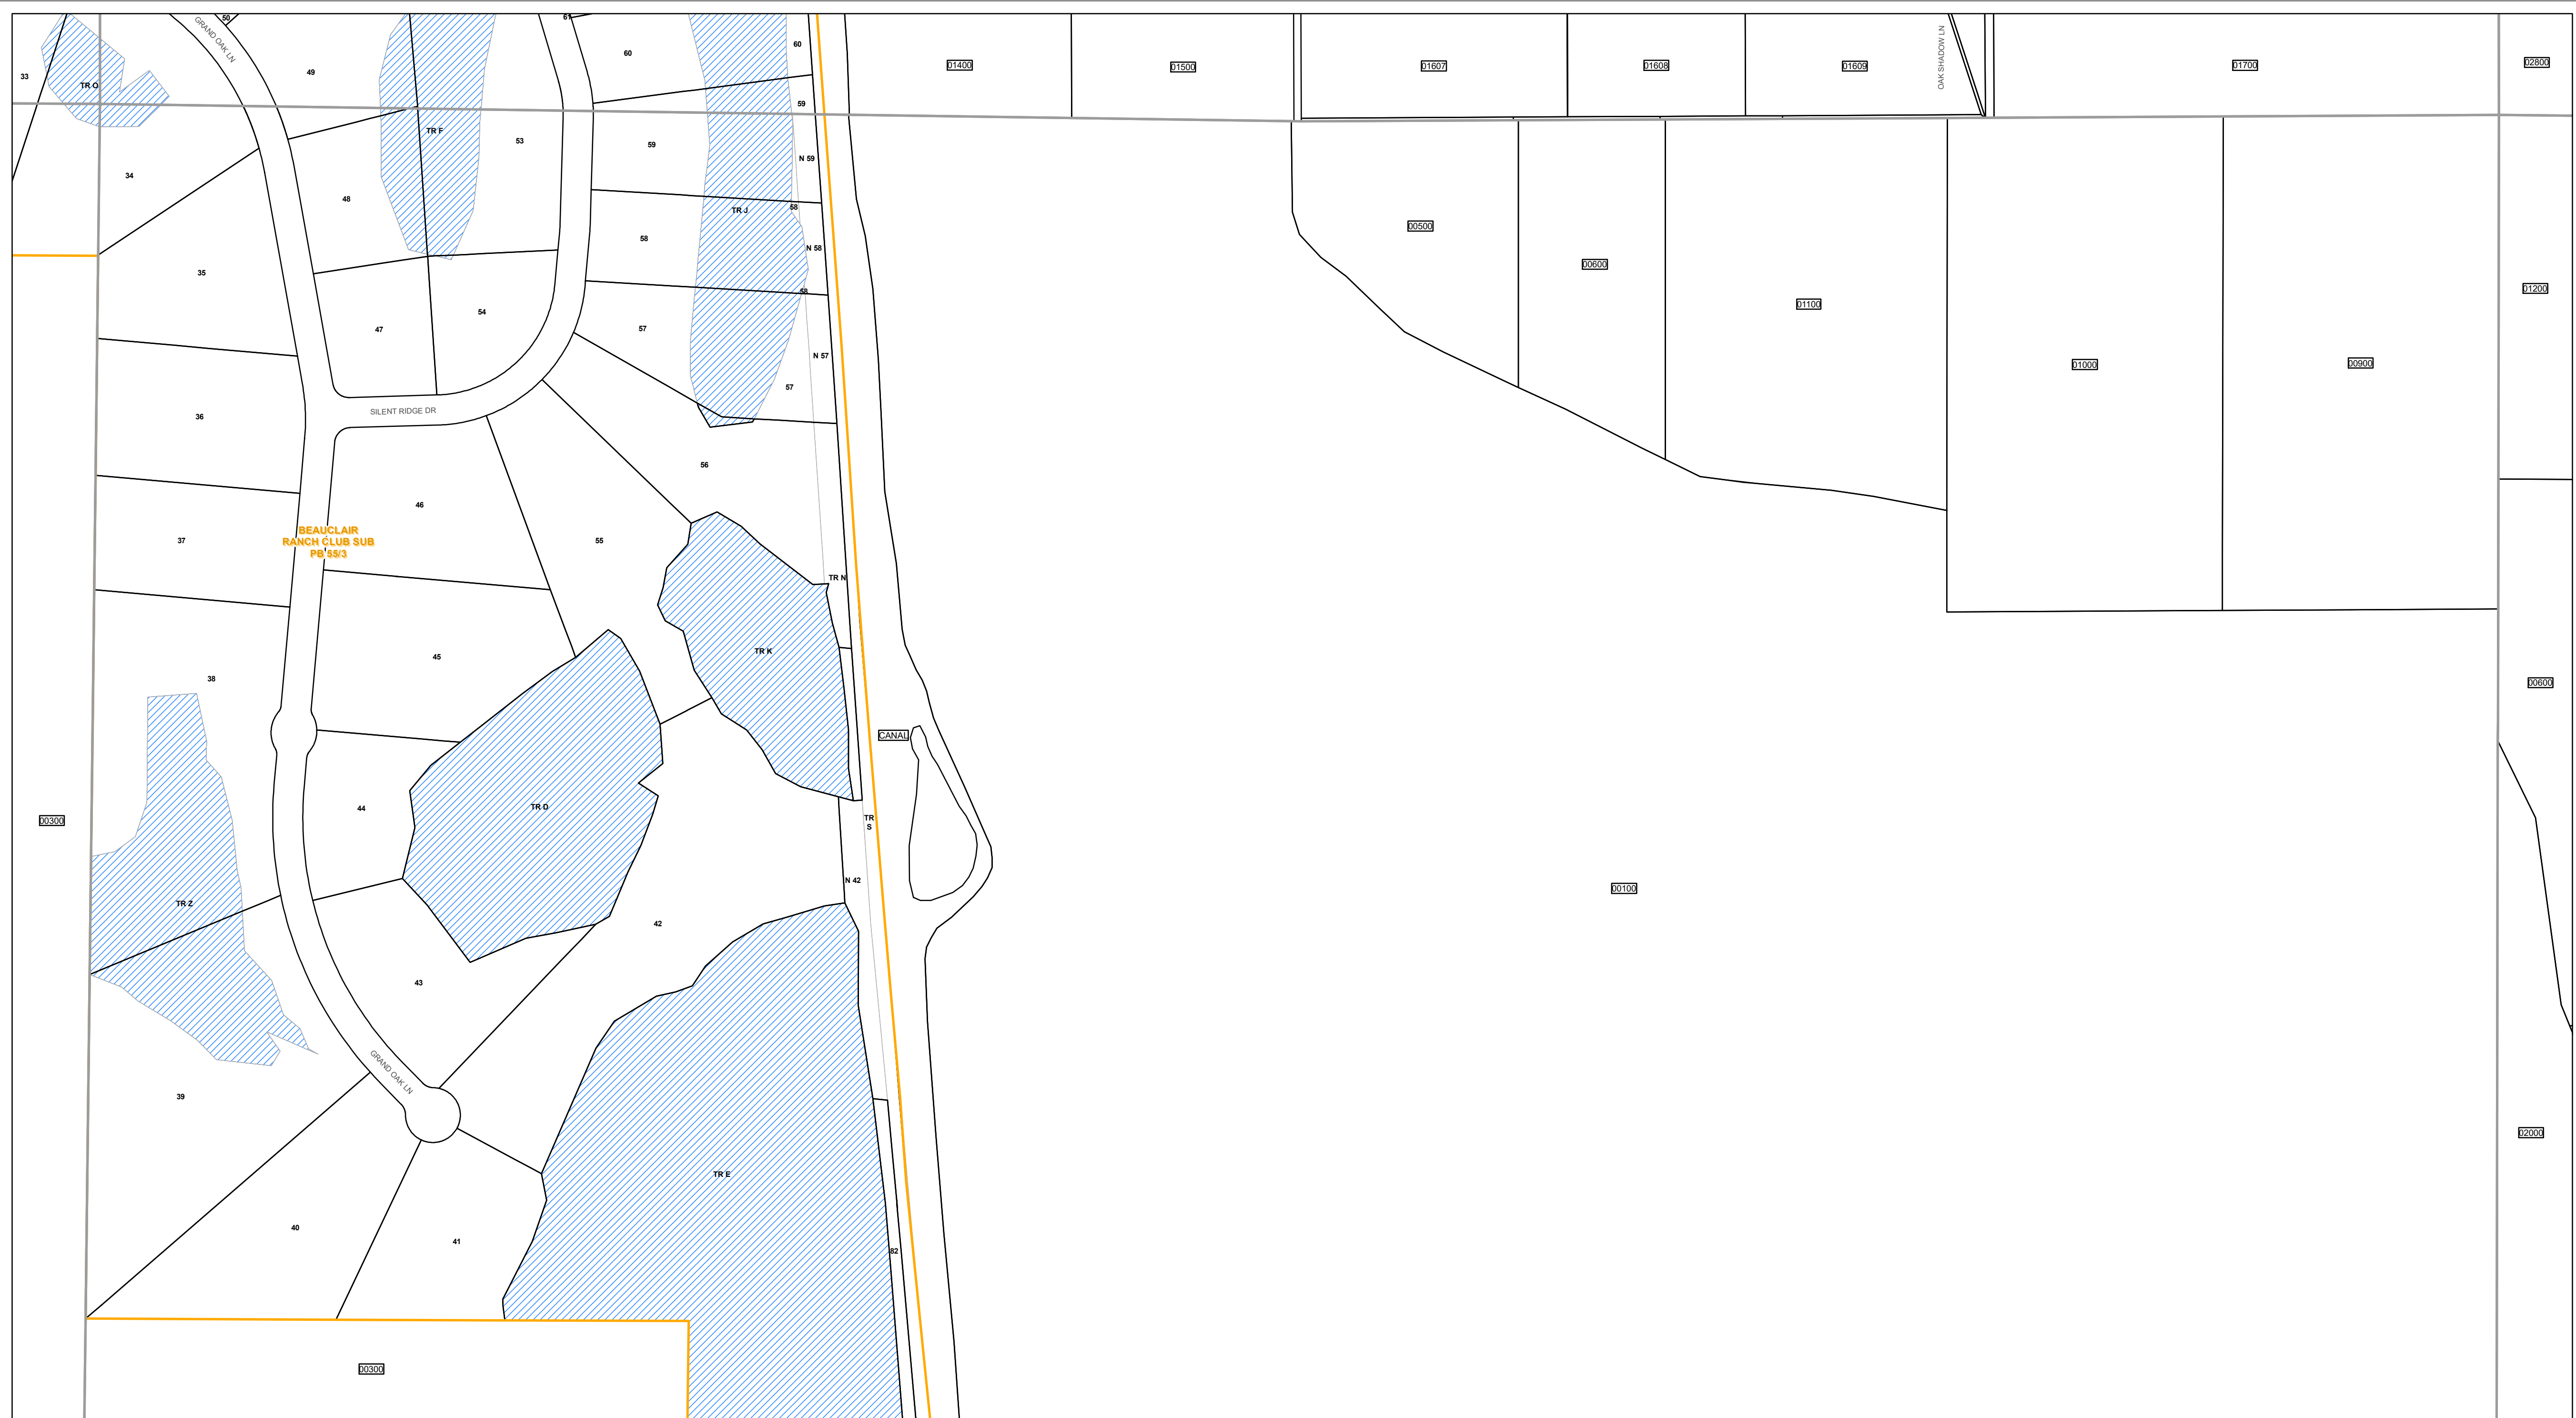 50
61
GRAND OAK LN
60
60
01400
01500
01607
01608
01609
OAK SHADOW LN
01700
02800
33
49
TR O
59
TR F
53
59
N 59
34
48
TR J
58
58
N 58
00500
00600
35
58
01200
01100
47
54
57
N 57
57
01000
00900
36
SILENT RIDGE DR
56
46
BEAUCLAIR
RANCH CLUB SUB
PB 55/3
37
55
TR N
45
TR K
38
00600
CANAL
44
TR D
00300
TR
S
N 42
00100
TR Z
42
43
GRAND OAK LN
39
02000
TR E
40
41
82
00300